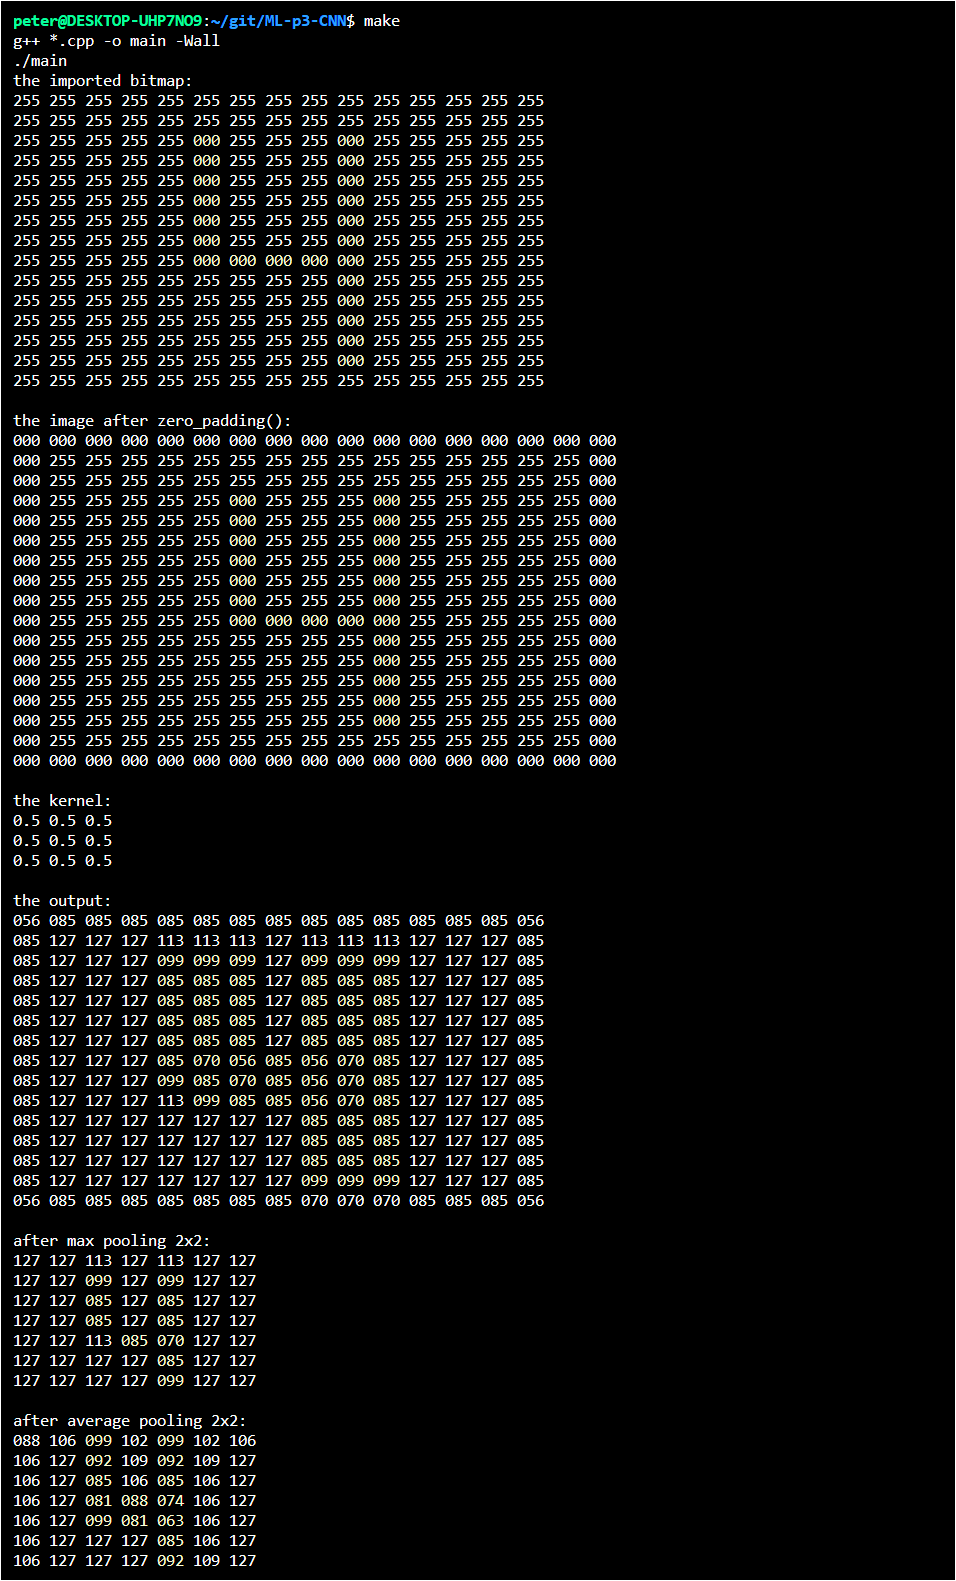 peter@DESKTOP-UHP7NO9:~/git/ML-p3-CNN$ make
g++ *.cpp -o main -Wall
./main
the imported bitmap:
255 255 255 255 255 255 255 255 255 255 255 255 255 255 255
255 255 255 255 255 255 255 255 255 255 255 255 255 255 255
255 255 255 255 255 000 255 255 255 000 255 255 255 255 255
255 255 255 255 255 000 255 255 255 000 255 255 255 255 255
255 255 255 255 255 000 255 255 255 000 255 255 255 255 255
255 255 255 255 255 000 255 255 255 000 255 255 255 255 255
255 255 255 255 255 000 255 255 255 000 255 255 255 255 255
255 255 255 255 255 000 255 255 255 000 255 255 255 255 255
255 255 255 255 255 000 000 000 000 000 255 255 255 255 255
255 255 255 255 255 255 255 255 255 000 255 255 255 255 255
255 255 255 255 255 255 255 255 255 000 255 255 255 255 255
255 255 255 255 255 255 255 255 255 000 255 255 255 255 255
255 255 255 255 255 255 255 255 255 000 255 255 255 255 255
255 255 255 255 255 255 255 255 255 000 255 255 255 255 255
255 255 255 255 255 255 255 255 255 255 255 255 255 255 255

the image after zero_padding():
000 000 000 000 000 000 000 000 000 000 000 000 000 000 000 000 000
000 255 255 255 255 255 255 255 255 255 255 255 255 255 255 255 000
000 255 255 255 255 255 255 255 255 255 255 255 255 255 255 255 000
000 255 255 255 255 255 000 255 255 255 000 255 255 255 255 255 000
000 255 255 255 255 255 000 255 255 255 000 255 255 255 255 255 000
000 255 255 255 255 255 000 255 255 255 000 255 255 255 255 255 000
000 255 255 255 255 255 000 255 255 255 000 255 255 255 255 255 000
000 255 255 255 255 255 000 255 255 255 000 255 255 255 255 255 000
000 255 255 255 255 255 000 255 255 255 000 255 255 255 255 255 000
000 255 255 255 255 255 000 000 000 000 000 255 255 255 255 255 000
000 255 255 255 255 255 255 255 255 255 000 255 255 255 255 255 000
000 255 255 255 255 255 255 255 255 255 000 255 255 255 255 255 000
000 255 255 255 255 255 255 255 255 255 000 255 255 255 255 255 000
000 255 255 255 255 255 255 255 255 255 000 255 255 255 255 255 000
000 255 255 255 255 255 255 255 255 255 000 255 255 255 255 255 000
000 255 255 255 255 255 255 255 255 255 255 255 255 255 255 255 000
000 000 000 000 000 000 000 000 000 000 000 000 000 000 000 000 000

the kernel:
0.5 0.5 0.5
0.5 0.5 0.5
0.5 0.5 0.5

the output:
056 085 085 085 085 085 085 085 085 085 085 085 085 085 056
085 127 127 127 113 113 113 127 113 113 113 127 127 127 085
085 127 127 127 099 099 099 127 099 099 099 127 127 127 085
085 127 127 127 085 085 085 127 085 085 085 127 127 127 085
085 127 127 127 085 085 085 127 085 085 085 127 127 127 085
085 127 127 127 085 085 085 127 085 085 085 127 127 127 085
085 127 127 127 085 085 085 127 085 085 085 127 127 127 085
085 127 127 127 085 070 056 085 056 070 085 127 127 127 085
085 127 127 127 099 085 070 085 056 070 085 127 127 127 085
085 127 127 127 113 099 085 085 056 070 085 127 127 127 085
085 127 127 127 127 127 127 127 085 085 085 127 127 127 085
085 127 127 127 127 127 127 127 085 085 085 127 127 127 085
085 127 127 127 127 127 127 127 085 085 085 127 127 127 085
085 127 127 127 127 127 127 127 099 099 099 127 127 127 085
056 085 085 085 085 085 085 085 070 070 070 085 085 085 056

after max pooling 2x2:
127 127 113 127 113 127 127
127 127 099 127 099 127 127
127 127 085 127 085 127 127
127 127 085 127 085 127 127
127 127 113 085 070 127 127
127 127 127 127 085 127 127
127 127 127 127 099 127 127

after average pooling 2x2:
088 106 099 102 099 102 106
106 127 092 109 092 109 127
106 127 085 106 085 106 127
106 127 081 088 074 106 127
106 127 099 081 063 106 127
106 127 127 127 085 106 127
106 127 127 127 092 109 127